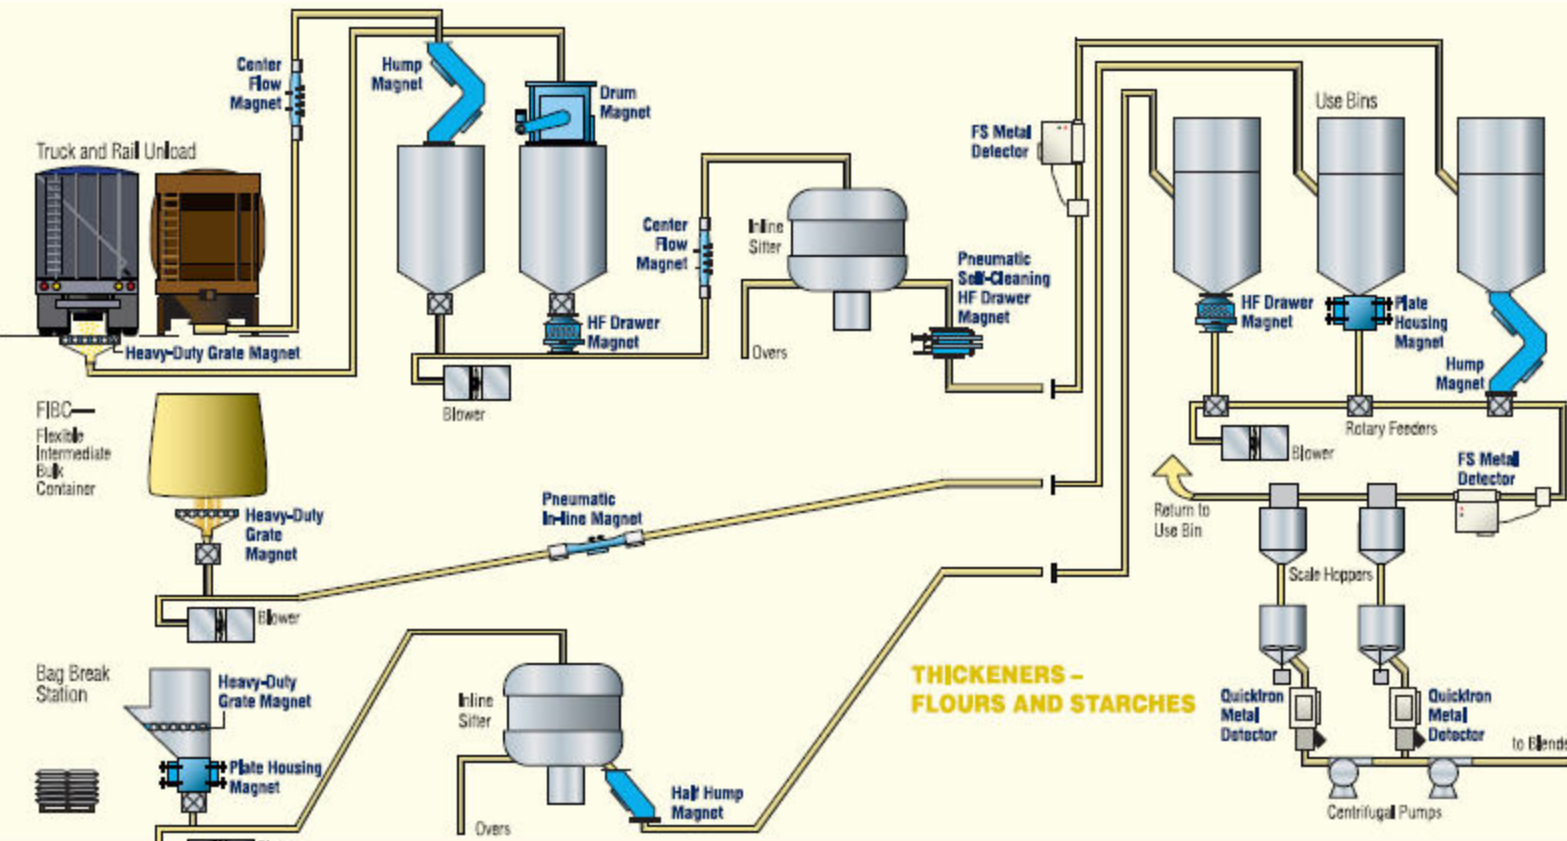 Center
Flow
Magnet
Hump
Magnet
Drum
Magnet
Truck and Rail Unload
Heavy-Duty Grate Magnet
HF Drawer
Magnet
Blower
Center
Flow
Magnet
Inline
Sifter
Overs
Pneumatic
Self-Cleaning
HF Drawer
Magnet
FS Metal
Detector
Use Bins
HF Drawer
Magnet
Plate
Housing
Magnet
Hump
Magnet
Rotary Feeders
Blower
FS Metal
Detector
Return to
Use Bin
Scale Hoppers
Quicktron
Metal
Detector
Quicktron
Metal
Detector
to Blende
Centrifugal Pumps
FIBC—
Flexible
Intermediate
Bulk
Container
Heavy-Duty
Grate
Magnet
Blower
Pneumatic
In-line Magnet
Bag Break
Station
Heavy-Duty
Grate Magnet
Plate Housing
Magnet
Inline
Sifter
Overs
Half Hump
Magnet
THICKENERS –
FLOURS AND STARCHES